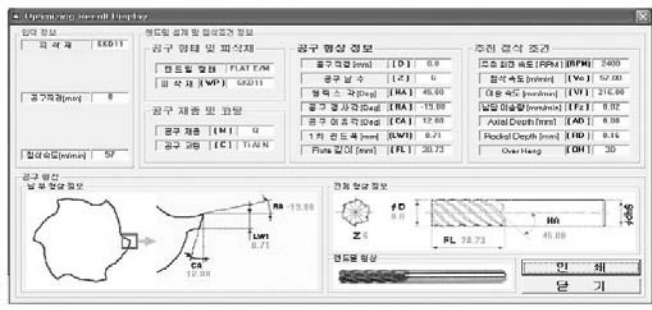 Optimizing Result Display
입력 정보
피 삭 재 SKD11
공구직경[mm] 8
절삭속도[m/min] 57
엔드밀 설계 및 절삭조건 정보
공구 형태 및 피삭재
엔드밀 형태 FLAT E/M
피 삭 재 [WP] SKD11
공구 재종 및 코팅
공구 재종 [M] G
공구 코팅 [C] TiAlN
공구 형상 정보
공구직경[mm] [D] 8.0
공구 날 수 [Z] 6
헬 릭 스 각[Deg] [HA] 45.00
공구 경사각[Deg] [RA] -19.00
공구 여유각[Deg] [CA] 12.00
1차 랜드폭[mm] [LW1] 0.71
Flute 길이 [mm] [FL] 20.73
추천 절삭 조건
주축 회전 속도 [RPM] [RPM] 2400
절삭 속도[m/min] [Vc] 57.00
이송 속도[mm/min] [Vf] 216.00
날당 이송량[mm/min] [Fz] 0.02
Axial Depth [mm] [AD] 8.00
Radial Depth [mm] [RD] 0.16
Over Hang [OH] 30
공구 형상
날 부 형상 정보
RA -19.00
LW1
0.71
CA
12.00
전체 형상 정보
ϕD
8.0
Z 6
FL 20.73
HA
45.00
ϕdh6
엔드밀 형상
인 쇄
닫 기